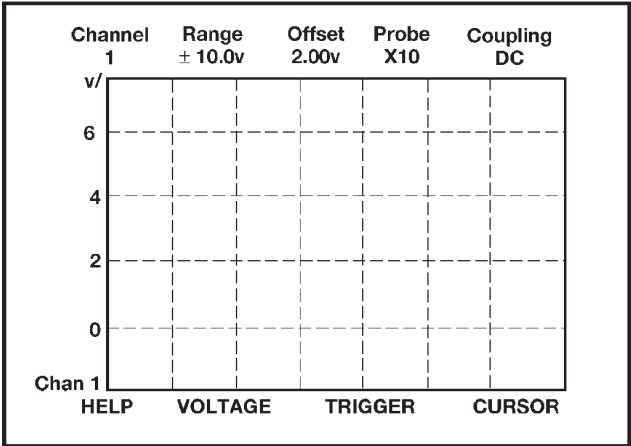 Channel Range Offset Probe Coupling
1 ± 10.0v 2.00v X10 DC
v/
6
4
2
0
Chan 1
HELP VOLTAGE TRIGGER CURSOR